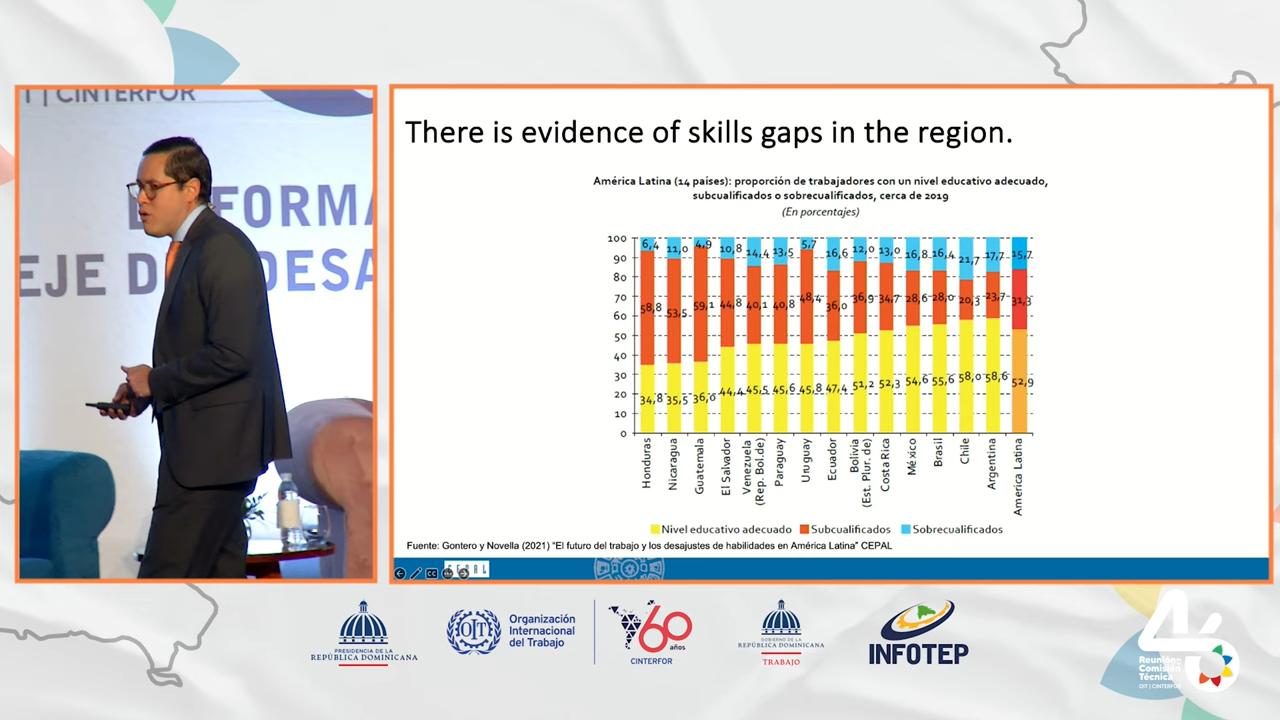 IT | CINTERFOR
FORMA
EJE D DESA
There is evidence of skills gaps in the region.
América Latina (14 países): proporción de trabajadores con un nivel educativo adecuado,
subcualificados o sobrecualificados, cerca de 2019
(En porcentajes)
100
90
80
70
60
50
40
30
20
10
0
6,4 11,0 4,9 10,8 14,4 13,5 5,7 16,6 12,0 13,0 16,8 16,4 21,7 17,7 15,7
58,8 53,5 59,1 44,8 40,1 40,8 48,4 36,0 36,9 34,7 28,6 28,0 20,3 23,7 31,3
34,8 35,5 36,0 44,4 45,5 45,6 45,8 47,4 51,2 52,3 54,6 55,6 58,0 58,6 52,9
Honduras
Nicaragua
Guatemala
El Salvador
Venezuela
(Rep. Bol.de)
Paraguay
Uruguay
Ecuador
Bolivia
(Est. Plur. de)
Costa Rica
México
Brasil
Chile
Argentina
America Latina
Nivel educativo adecuado Subcualificados Sobrecualificados
Fuente: Gontero y Novella (2021) “El futuro del trabajo y los desajustes de habilidades en América Latina” CEPAL
PRESIDENCIA DE LA
REPÚBLICA DOMINICANA
OIT
Organización
Internacional
del Trabajo
60
años
CINTERFOR
GOBIERNO DE LA
REPÚBLICA DOMINICANA
TRABAJO
INFOTEP
46
Reunión
Comisión
Técnica
OIT | CINTERFOR